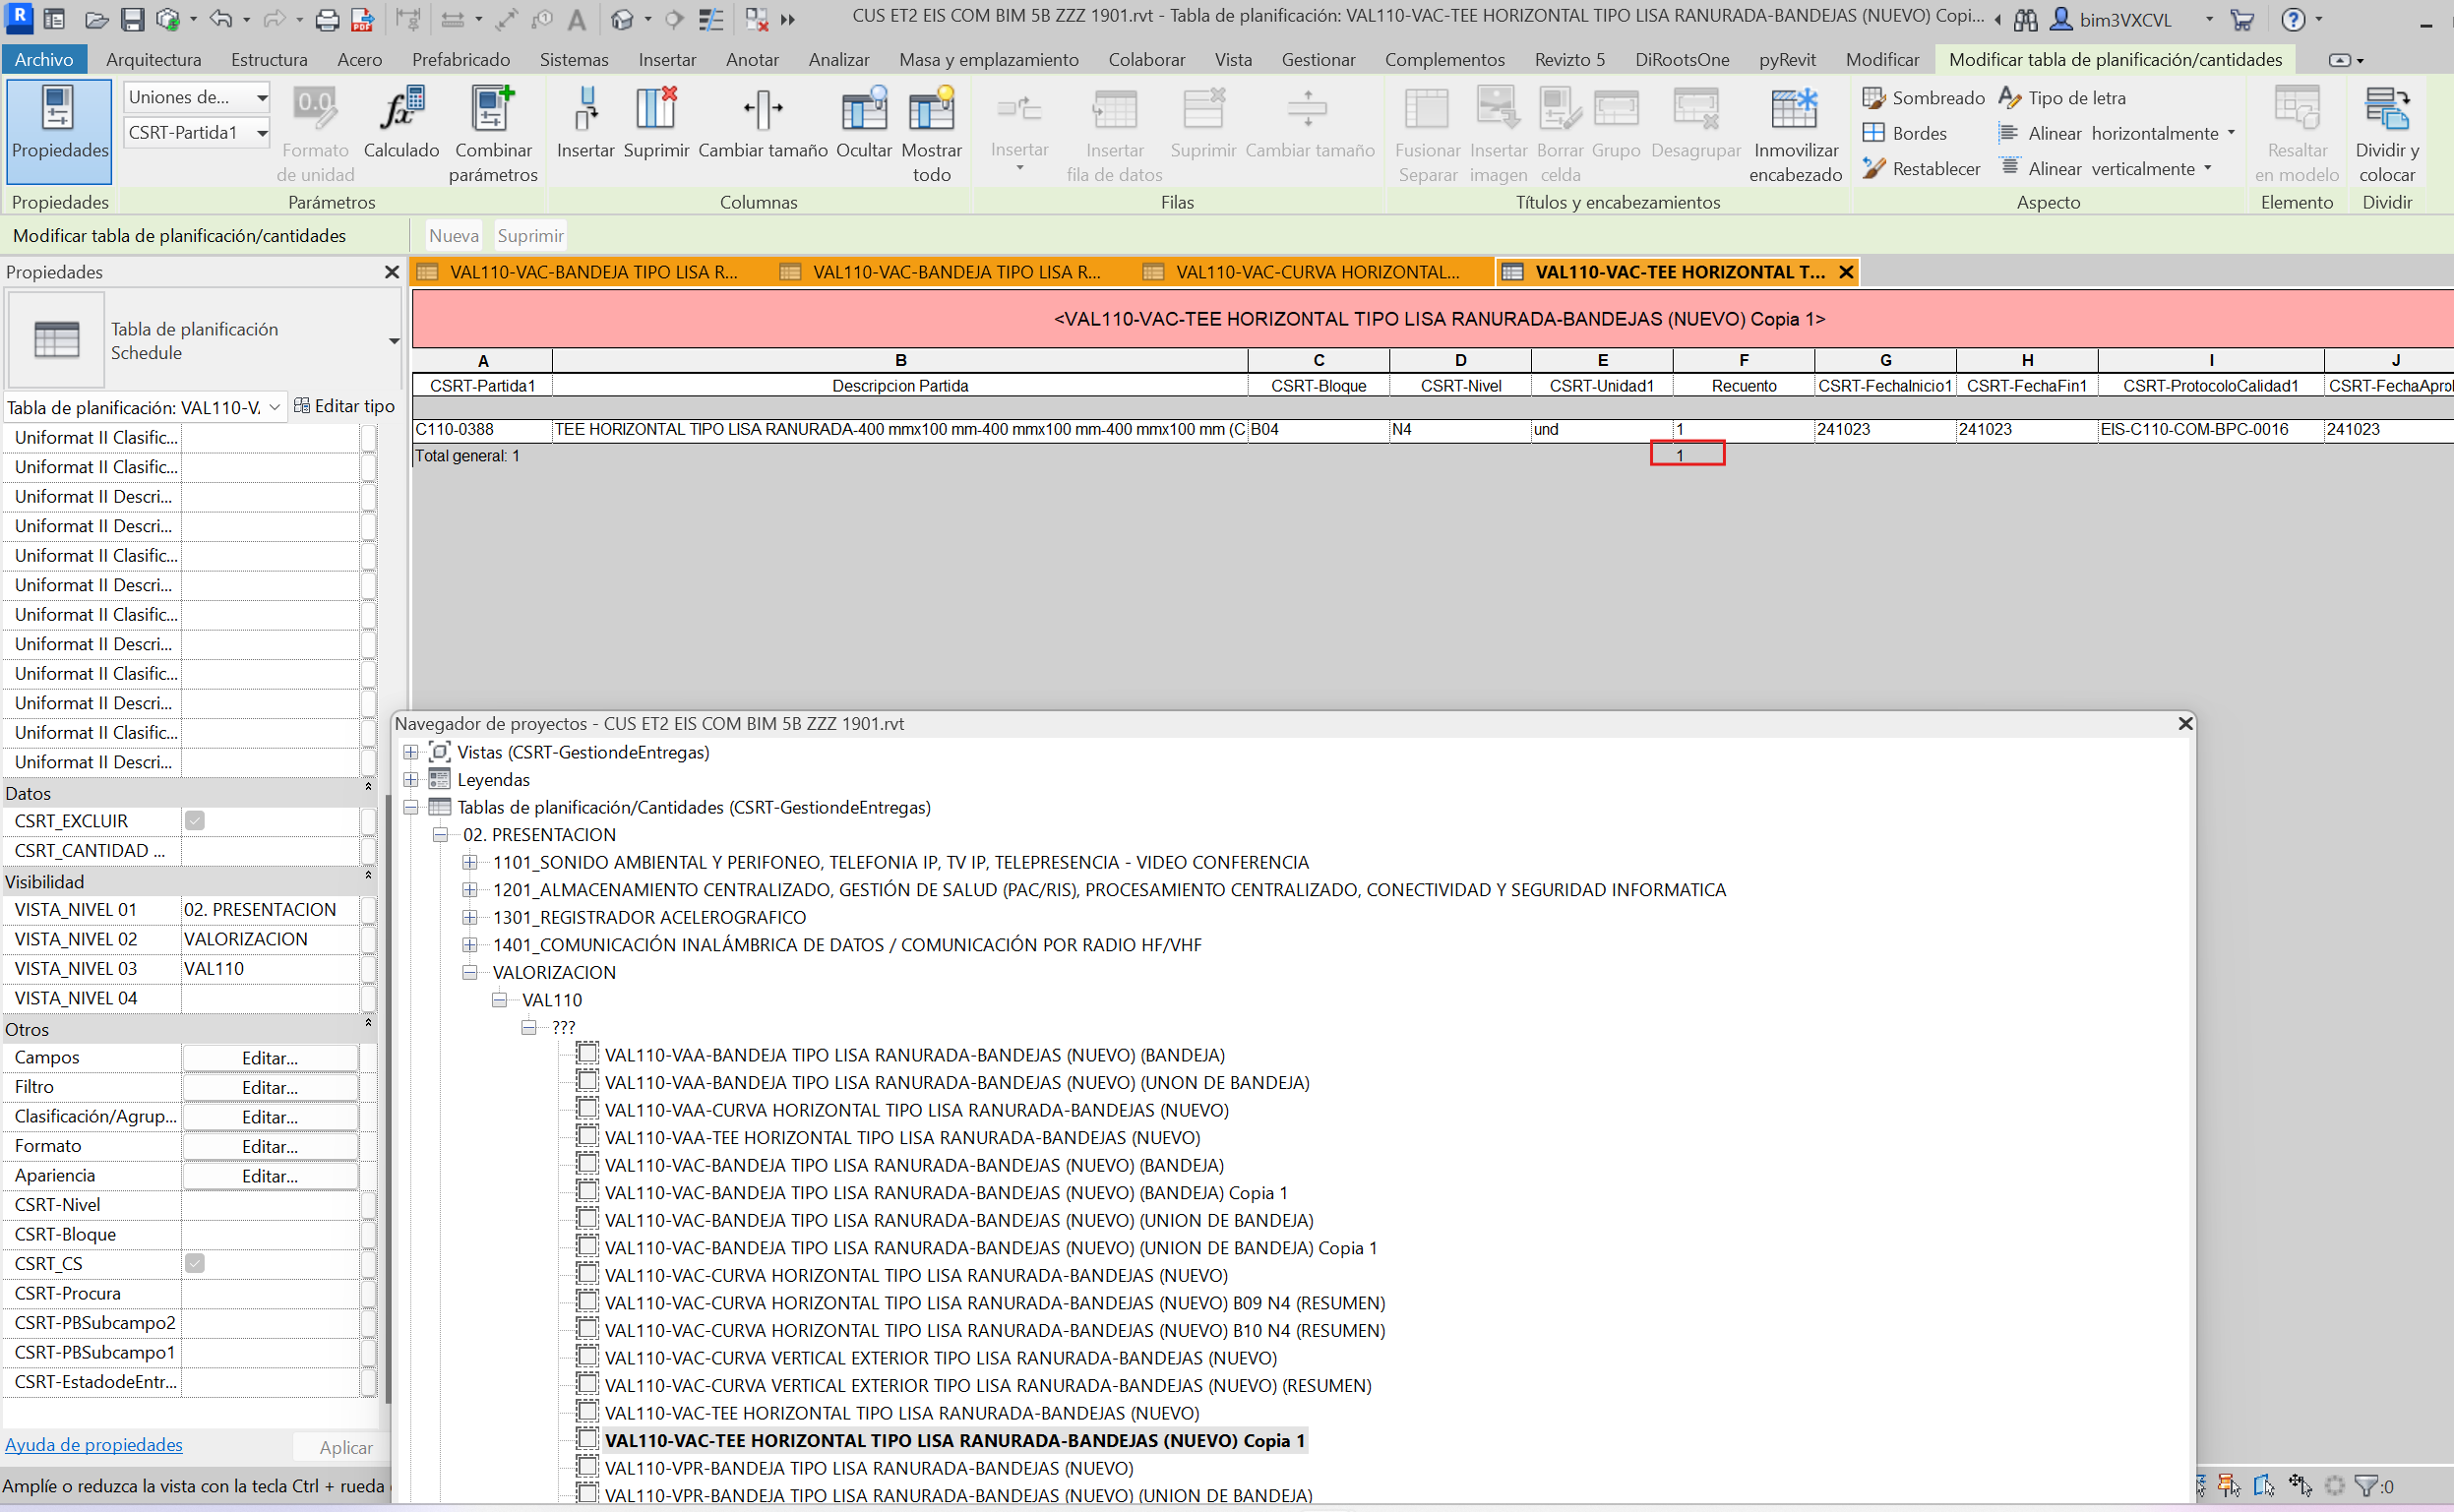 CUS ET2 EIS COM BIM 5B ZZZ 1901.rvt - Tabla de planificación: VAL110-VAC-TEE HORIZONTAL TIPO LISA RANURADA-BANDEJAS (NUEVO) Copi...
bim3VXCVL
Archivo Arquitectura Estructura Acero Prefabricado Sistemas Insertar Anotar Analizar Masa y emplazamiento Colaborar Vista Gestionar Complementos Revizto 5 DiRootsOne pyRevit Modificar Modificar tabla de planificación/cantidades
Propiedades
Uniones de...
CSRT-Partida1
Formato de unidad
Calculado
Combinar parámetros
Insertar
Suprimir
Cambiar tamaño
Ocultar
Mostrar todo
Insertar
Insertar fila de datos
Suprimir
Cambiar tamaño
Fusionar Separar
Insertar imagen
Borrar celda
Grupo
Desagrupar
Inmovilizar encabezado
Sombreado
Bordes
Restablecer
Tipo de letra
Alinear horizontalmente
Alinear verticalmente
Resaltar en modelo
Dividir y colocar
Propiedades Parámetros Columnas Filas Títulos y encabezamientos Aspecto Elemento Dividir
Modificar tabla de planificación/cantidades Nueva Suprimir
Propiedades
Tabla de planificación
Schedule
Tabla de planificación: VAL110-V
Editar tipo
Uniformat II Clasific...
Uniformat II Clasific...
Uniformat II Descri...
Uniformat II Descri...
Uniformat II Clasific...
Uniformat II Descri...
Uniformat II Clasific...
Uniformat II Descri...
Uniformat II Clasific...
Uniformat II Descri...
Uniformat II Clasific...
Uniformat II Descri...
Datos
CSRT_EXCLUIR
CSRT_CANTIDAD ...
Visibilidad
VISTA_NIVEL 01 02. PRESENTACION
VISTA_NIVEL 02 VALORIZACION
VISTA_NIVEL 03 VAL110
VISTA_NIVEL 04
Otros
Campos Editar...
Filtro Editar...
Clasificación/Agrup... Editar...
Formato Editar...
Apariencia Editar...
CSRT-Nivel
CSRT-Bloque
CSRT_CS
CSRT-Procura
CSRT-PBSubcampo2
CSRT-PBSubcampo1
CSRT-EstadodeEntr...
Ayuda de propiedades Aplicar
Amplíe o reduzca la vista con la tecla Ctrl + rueda
VAL110-VAC-BANDEJA TIPO LISA R...
VAL110-VAC-BANDEJA TIPO LISA R...
VAL110-VAC-CURVA HORIZONTAL...
VAL110-VAC-TEE HORIZONTAL T...
<VAL110-VAC-TEE HORIZONTAL TIPO LISA RANURADA-BANDEJAS (NUEVO) Copia 1>
A B C D E F G H I J
CSRT-Partida1 Descripcion Partida CSRT-Bloque CSRT-Nivel CSRT-Unidad1 Recuento CSRT-FechaInicio1 CSRT-FechaFin1 CSRT-ProtocoloCalidad1 CSRT-FechaAprol
C110-0388 TEE HORIZONTAL TIPO LISA RANURADA-400 mmx100 mm-400 mmx100 mm-400 mmx100 mm (C B04 N4 und 1 241023 241023 EIS-C110-COM-BPC-0016 241023
Total general: 1 1
Navegador de proyectos - CUS ET2 EIS COM BIM 5B ZZZ 1901.rvt
Vistas (CSRT-GestiondeEntregas)
Leyendas
Tablas de planificación/Cantidades (CSRT-GestiondeEntregas)
02. PRESENTACION
1101_SONIDO AMBIENTAL Y PERIFONEO, TELEFONIA IP, TV IP, TELEPRESENCIA - VIDEO CONFERENCIA
1201_ALMACENAMIENTO CENTRALIZADO, GESTIÓN DE SALUD (PAC/RIS), PROCESAMIENTO CENTRALIZADO, CONECTIVIDAD Y SEGURIDAD INFORMATICA
1301_REGISTRADOR ACELEROGRAFICO
1401_COMUNICACIÓN INALÁMBRICA DE DATOS / COMUNICACIÓN POR RADIO HF/VHF
VALORIZACION
VAL110
???
VAL110-VAA-BANDEJA TIPO LISA RANURADA-BANDEJAS (NUEVO) (BANDEJA)
VAL110-VAA-BANDEJA TIPO LISA RANURADA-BANDEJAS (NUEVO) (UNON DE BANDEJA)
VAL110-VAA-CURVA HORIZONTAL TIPO LISA RANURADA-BANDEJAS (NUEVO)
VAL110-VAA-TEE HORIZONTAL TIPO LISA RANURADA-BANDEJAS (NUEVO)
VAL110-VAC-BANDEJA TIPO LISA RANURADA-BANDEJAS (NUEVO) (BANDEJA)
VAL110-VAC-BANDEJA TIPO LISA RANURADA-BANDEJAS (NUEVO) (BANDEJA) Copia 1
VAL110-VAC-BANDEJA TIPO LISA RANURADA-BANDEJAS (NUEVO) (UNION DE BANDEJA)
VAL110-VAC-BANDEJA TIPO LISA RANURADA-BANDEJAS (NUEVO) (UNION DE BANDEJA) Copia 1
VAL110-VAC-CURVA HORIZONTAL TIPO LISA RANURADA-BANDEJAS (NUEVO)
VAL110-VAC-CURVA HORIZONTAL TIPO LISA RANURADA-BANDEJAS (NUEVO) B09 N4 (RESUMEN)
VAL110-VAC-CURVA HORIZONTAL TIPO LISA RANURADA-BANDEJAS (NUEVO) B10 N4 (RESUMEN)
VAL110-VAC-CURVA VERTICAL EXTERIOR TIPO LISA RANURADA-BANDEJAS (NUEVO)
VAL110-VAC-CURVA VERTICAL EXTERIOR TIPO LISA RANURADA-BANDEJAS (NUEVO) (RESUMEN)
VAL110-VAC-TEE HORIZONTAL TIPO LISA RANURADA-BANDEJAS (NUEVO)
VAL110-VAC-TEE HORIZONTAL TIPO LISA RANURADA-BANDEJAS (NUEVO) Copia 1
VAL110-VPR-BANDEJA TIPO LISA RANURADA-BANDEJAS (NUEVO)
VAL110-VPR-BANDEJA TIPO LISA RANURADA-BANDEJAS (NUEVO) (UNION DE BANDEJA)
:0